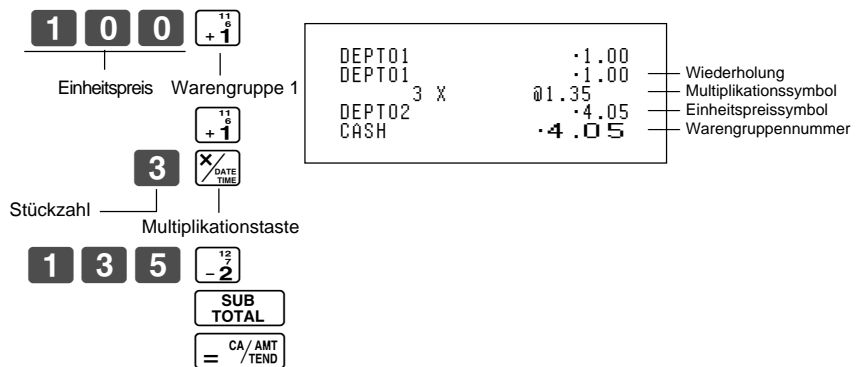 1 0 0 11 6 +1
Einheitspreis Warengruppe 1
11 6 +1
3 ×/DATE TIME
Stückzahl
Multiplikationstaste
1 3 5 12 7 -2
SUB TOTAL
= CA/AMT TEND
DEPT01 ·1.00
DEPT01 ·1.00 Wiederholung
3 X @1.35 Multiplikationssymbol
DEPT02 ·4.05 Einheitspreissymbol
CASH ·4.05 Warengruppennummer